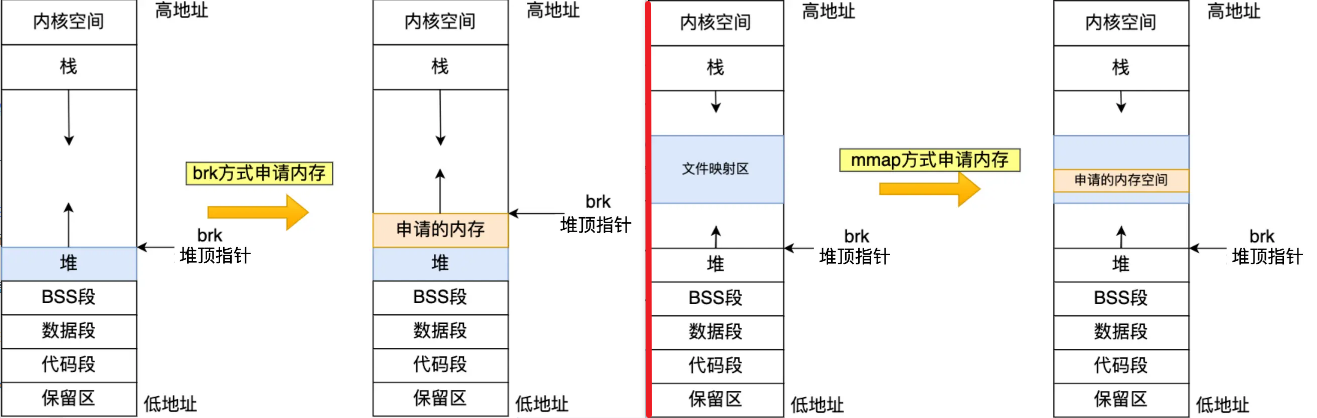 高地址
内核空间
栈
brk
堆顶指针
堆
BSS段
数据段
代码段
保留区
低地址
brk方式申请内存
高地址
内核空间
栈
brk
堆顶指针
申请的内存
堆
BSS段
数据段
代码段
保留区
低地址
高地址
内核空间
栈
文件映射区
brk
堆顶指针
堆
BSS段
数据段
代码段
保留区
低地址
mmap方式申请内存
高地址
内核空间
栈
申请的内存空间
brk
堆顶指针
堆
BSS段
数据段
代码段
保留区
低地址